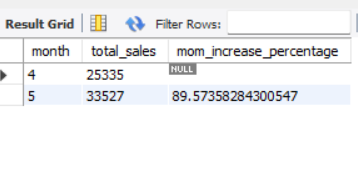 Result Grid Filter Rows:
month total_sales mom_increase_percentage
4 25335 NULL
5 33527 89.57358284300547